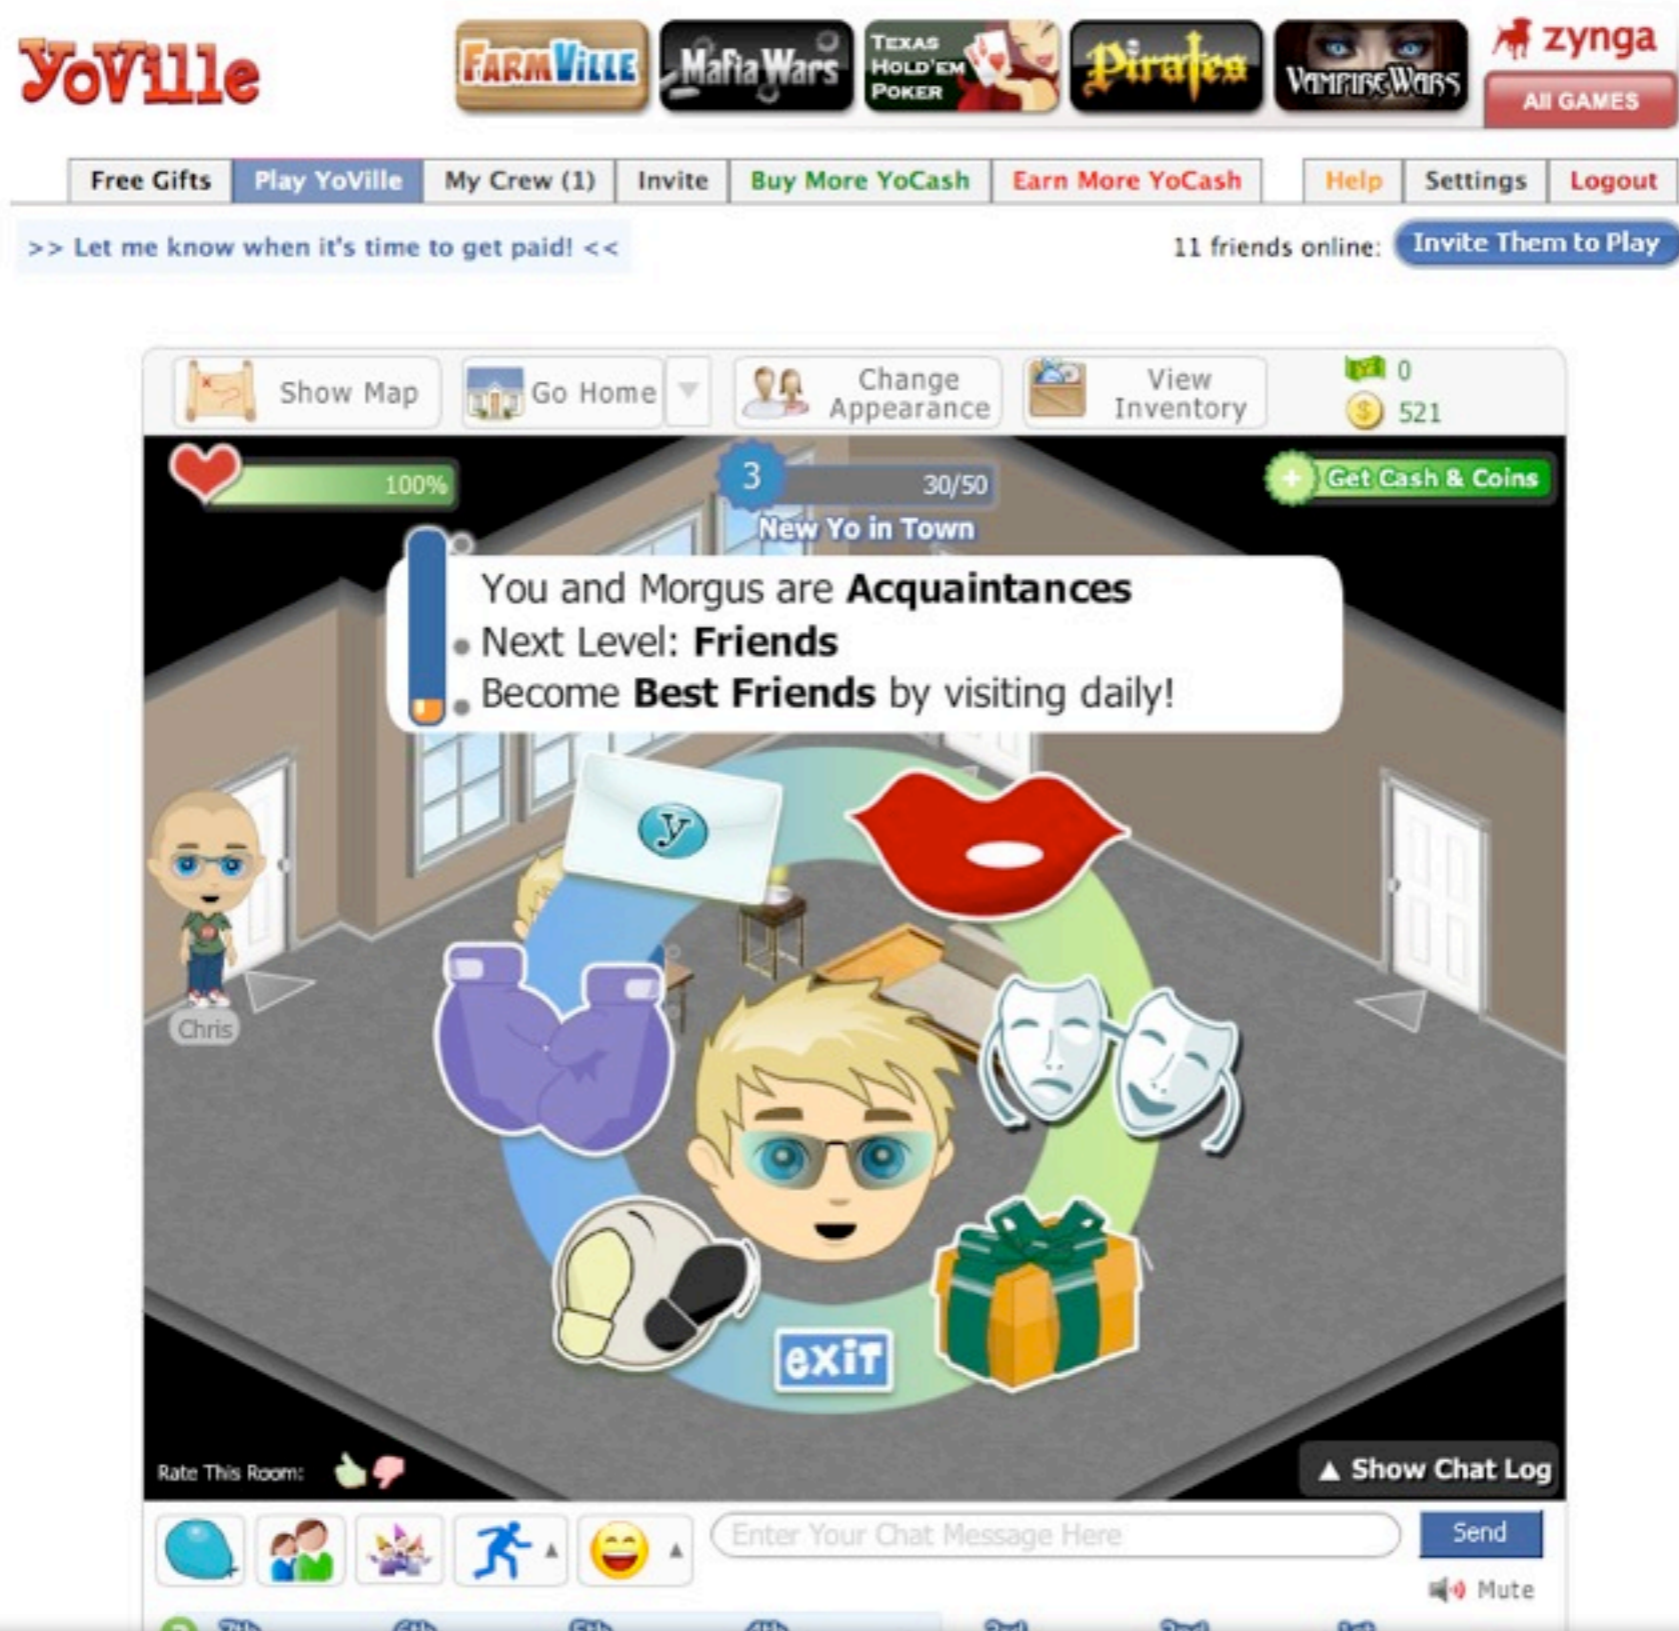 YoVille
FARMVILLE
Mafia Wars
TEXAS
HOLD'EM
POKER
Pirates
VAMPIRE WARS
zynga
All GAMES
Free Gifts
Play YoVille
My Crew (1)
Invite
Buy More YoCash
Earn More YoCash
Help
Settings
Logout
>> Let me know when it's time to get paid! <<
11 friends online:
Invite Them to Play
Show Map
Go Home
Change
Appearance
View
Inventory
0
521
100%
3
30/50
New Yo in Town
+ Get Cash & Coins
You and Morgus are Acquaintances
Next Level: Friends
Become Best Friends by visiting daily!
y
Chris
exit
Rate This Room:
▲ Show Chat Log
Enter Your Chat Message Here
Send
Mute